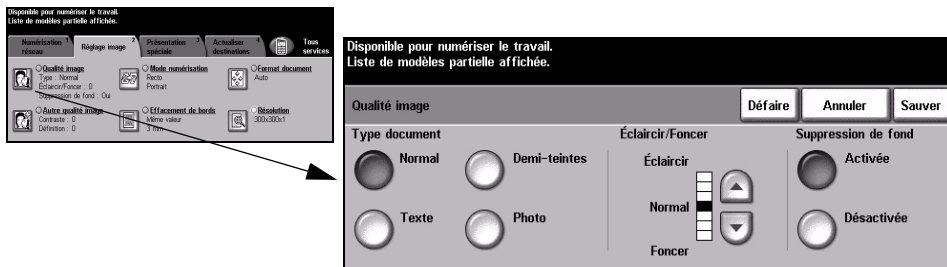 Disponible pour numériser le travail.
Liste de modèles partielle affichée.
Numérisation réseau 1
Réglage image 2
Présentation spéciale 3
Actualiser destinations 4
Tous services
Qualité image
Type : Normal
Éclaircir/Foncer : 0
Suppression de fond : Oui
Mode numérisation
Recto
Portrait
Format document
Auto
Autre qualité image
Contraste : 0
Définition : 0
Effacement de bords
Même valeur
3 mm
Résolution
300x300x1
Disponible pour numériser le travail.
Liste de modèles partielle affichée.
Qualité image
Défaire
Annuler
Sauver
Type document
Normal
Demi-teintes
Texte
Photo
Éclaircir/Foncer
Éclaircir
Normal
Foncer
Suppression de fond
Activée
Désactivée